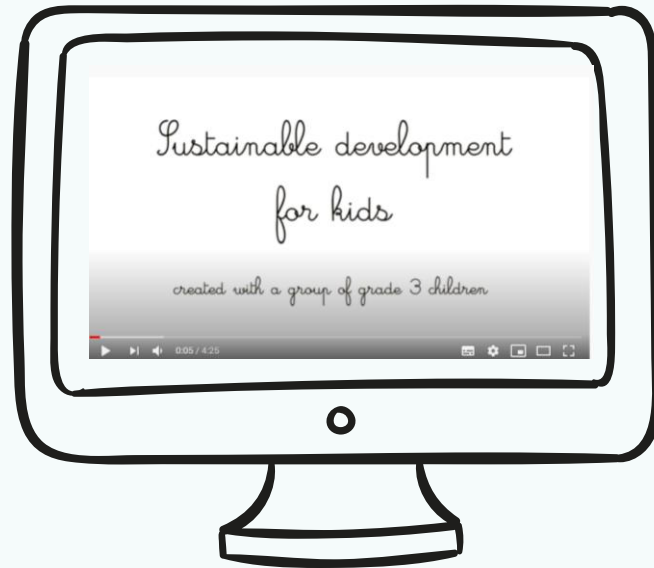 Sustainable development
for kids
created with a group of grade 3 children
0:05 / 4:25